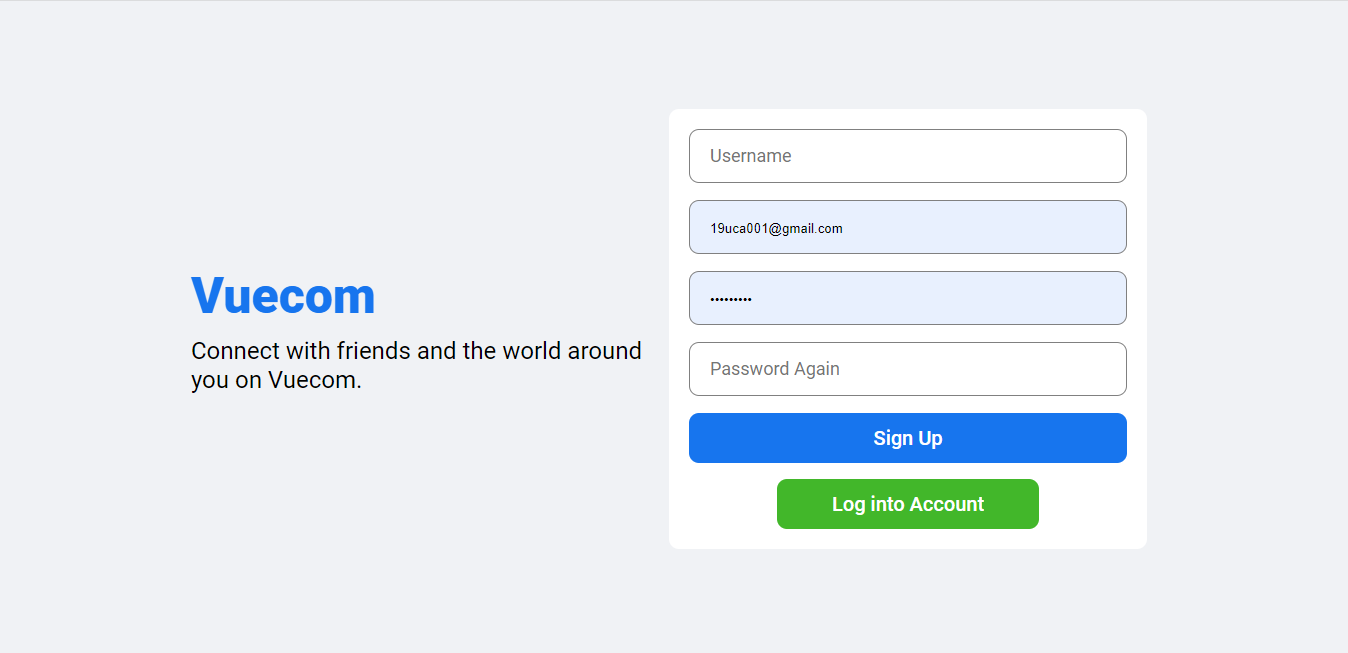 Vuecom
Connect with friends and the world around
you on Vuecom.
Username
19uca001@gmail.com
•••••••••
Password Again
Sign Up
Log into Account